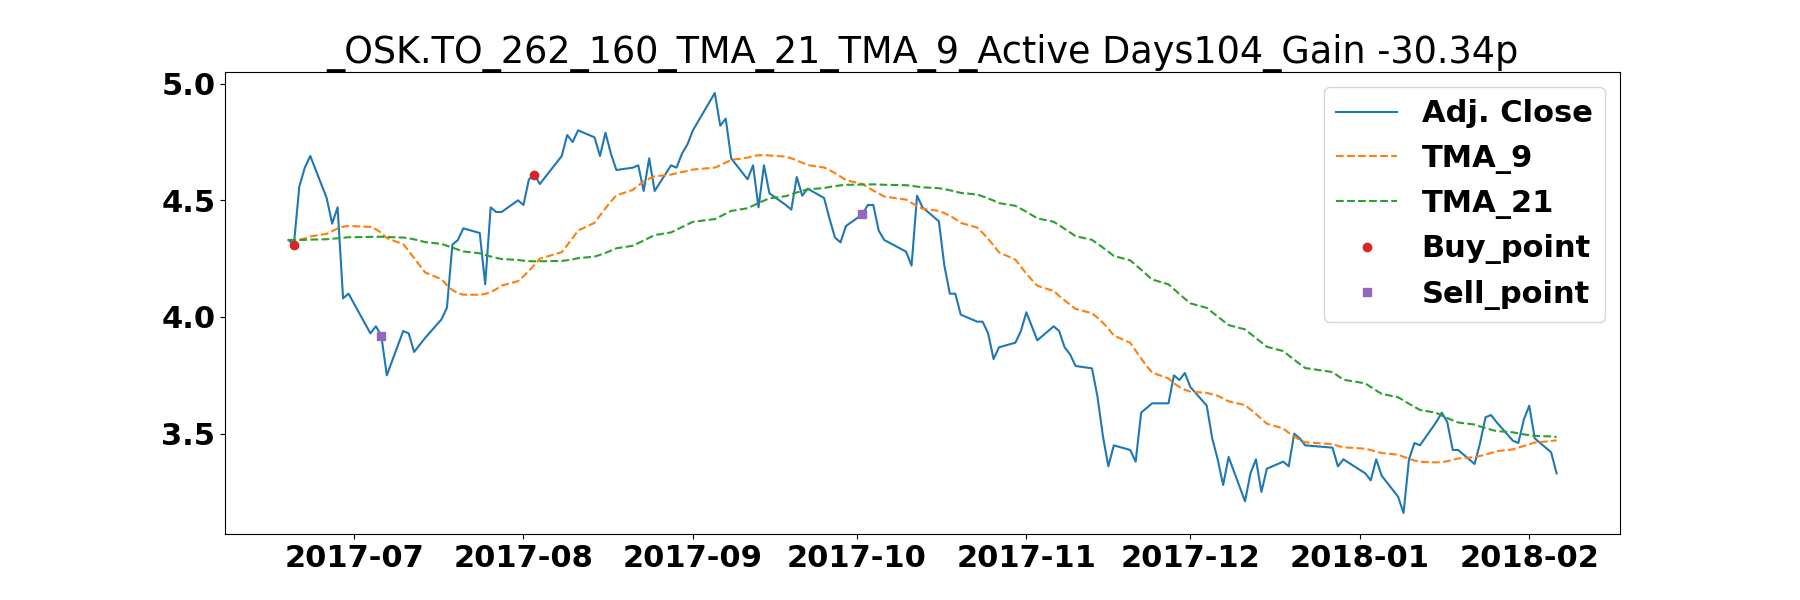 _OSK.TO_262_160_TMA_21_TMA_9_Active Days104_Gain -30.34p
5.0
4.5
4.0
3.5
Adj. Close
TMA_9
TMA_21
Buy_point
Sell_point
2017-07 2017-08 2017-09 2017-10 2017-11 2017-12 2018-01 2018-02